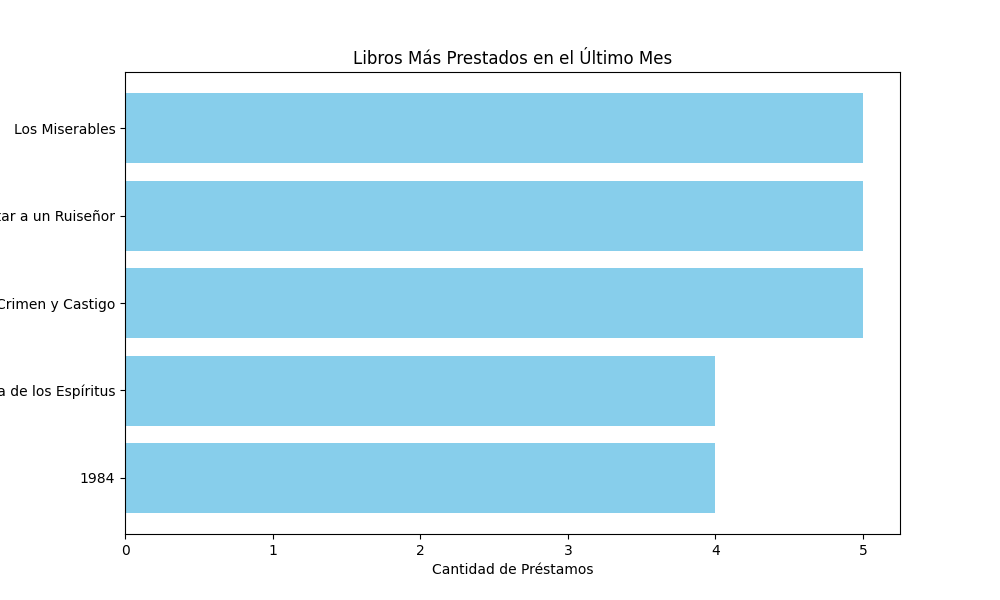 Libros Más Prestados en el Último Mes
Los Miserables
tar a un Ruiseñor
Crimen y Castigo
a de los Espíritus
1984
0 1 2 3 4 5
Cantidad de Préstamos